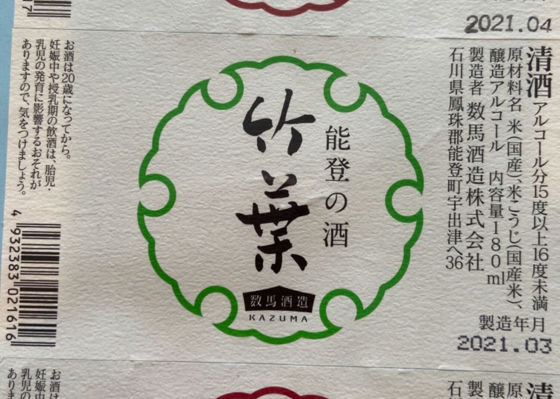 2021.04
清酒 アルコール分15度以上16度未満
原材料名 米(国産)、米こうじ(国産米)、
醸造アルコール 内容量180ml
製造者 数馬酒造株式会社
石川県鳳珠郡能登町宇出津ヘ36
製造年月
2021.03
能登の酒
竹葉
数馬酒造
KAZUMA
お酒は20歳になってから。
妊娠中や授乳期の飲酒は、胎児・
乳児の発育に影響するおそれが
ありますので、気をつけましょう。
4932383021616